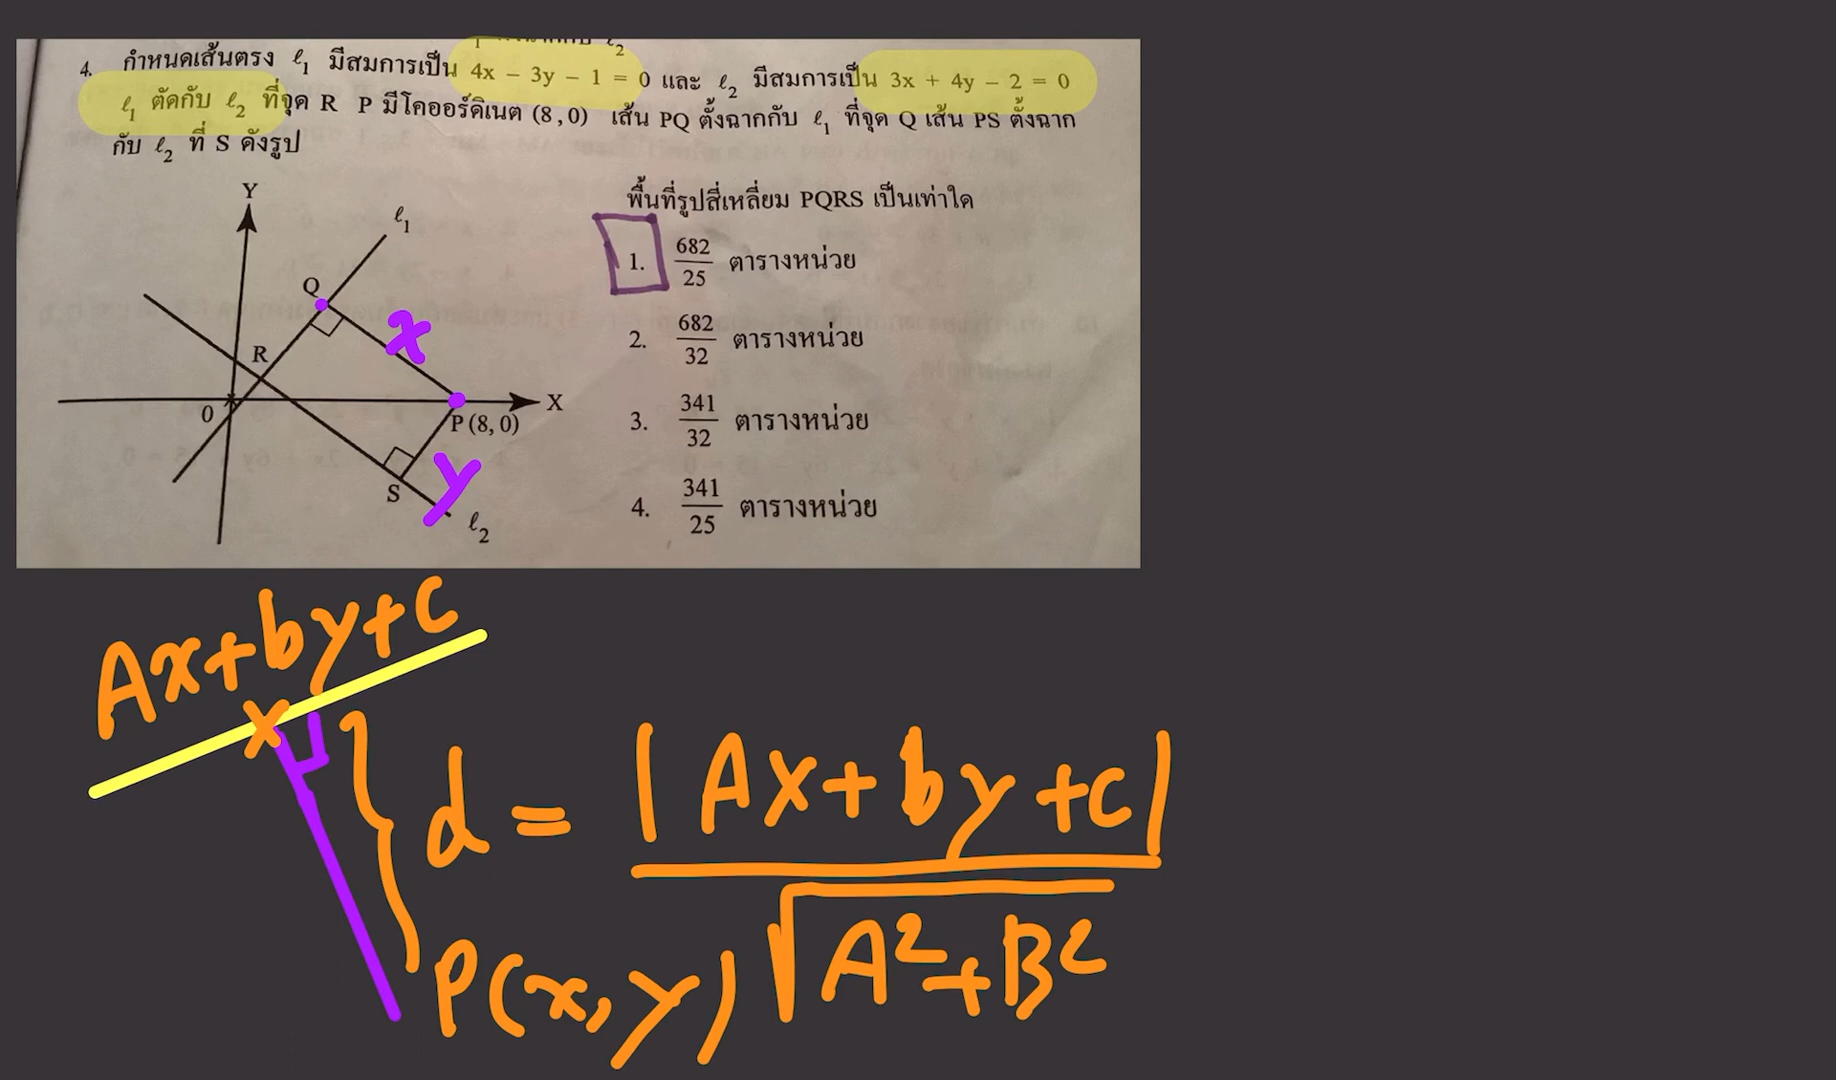 4. กำหนดเส้นตรง ℓ1 มีสมการเป็น 4x − 3y − 1 = 0 และ ℓ2 มีสมการเป็น 3x + 4y − 2 = 0
ℓ1 ตัดกับ ℓ2 ที่จุด R P มีโคออร์ดิเนต (8,0) เส้น PQ ตั้งฉากกับ ℓ1 ที่จุด Q เส้น PS ตั้งฉาก
กับ ℓ2 ที่ S ดังรูป
พื้นที่รูปสี่เหลี่ยม PQRS เป็นเท่าใด
1. 682/25 ตารางหน่วย
2. 682/32 ตารางหน่วย
3. 341/32 ตารางหน่วย
4. 341/25 ตารางหน่วย
Y
ℓ1
Q
x
R
0
X
P (8, 0)
S
y
ℓ2
Ax+by+c
x
d = |Ax+by+c|
√A²+B²
P(x,y)